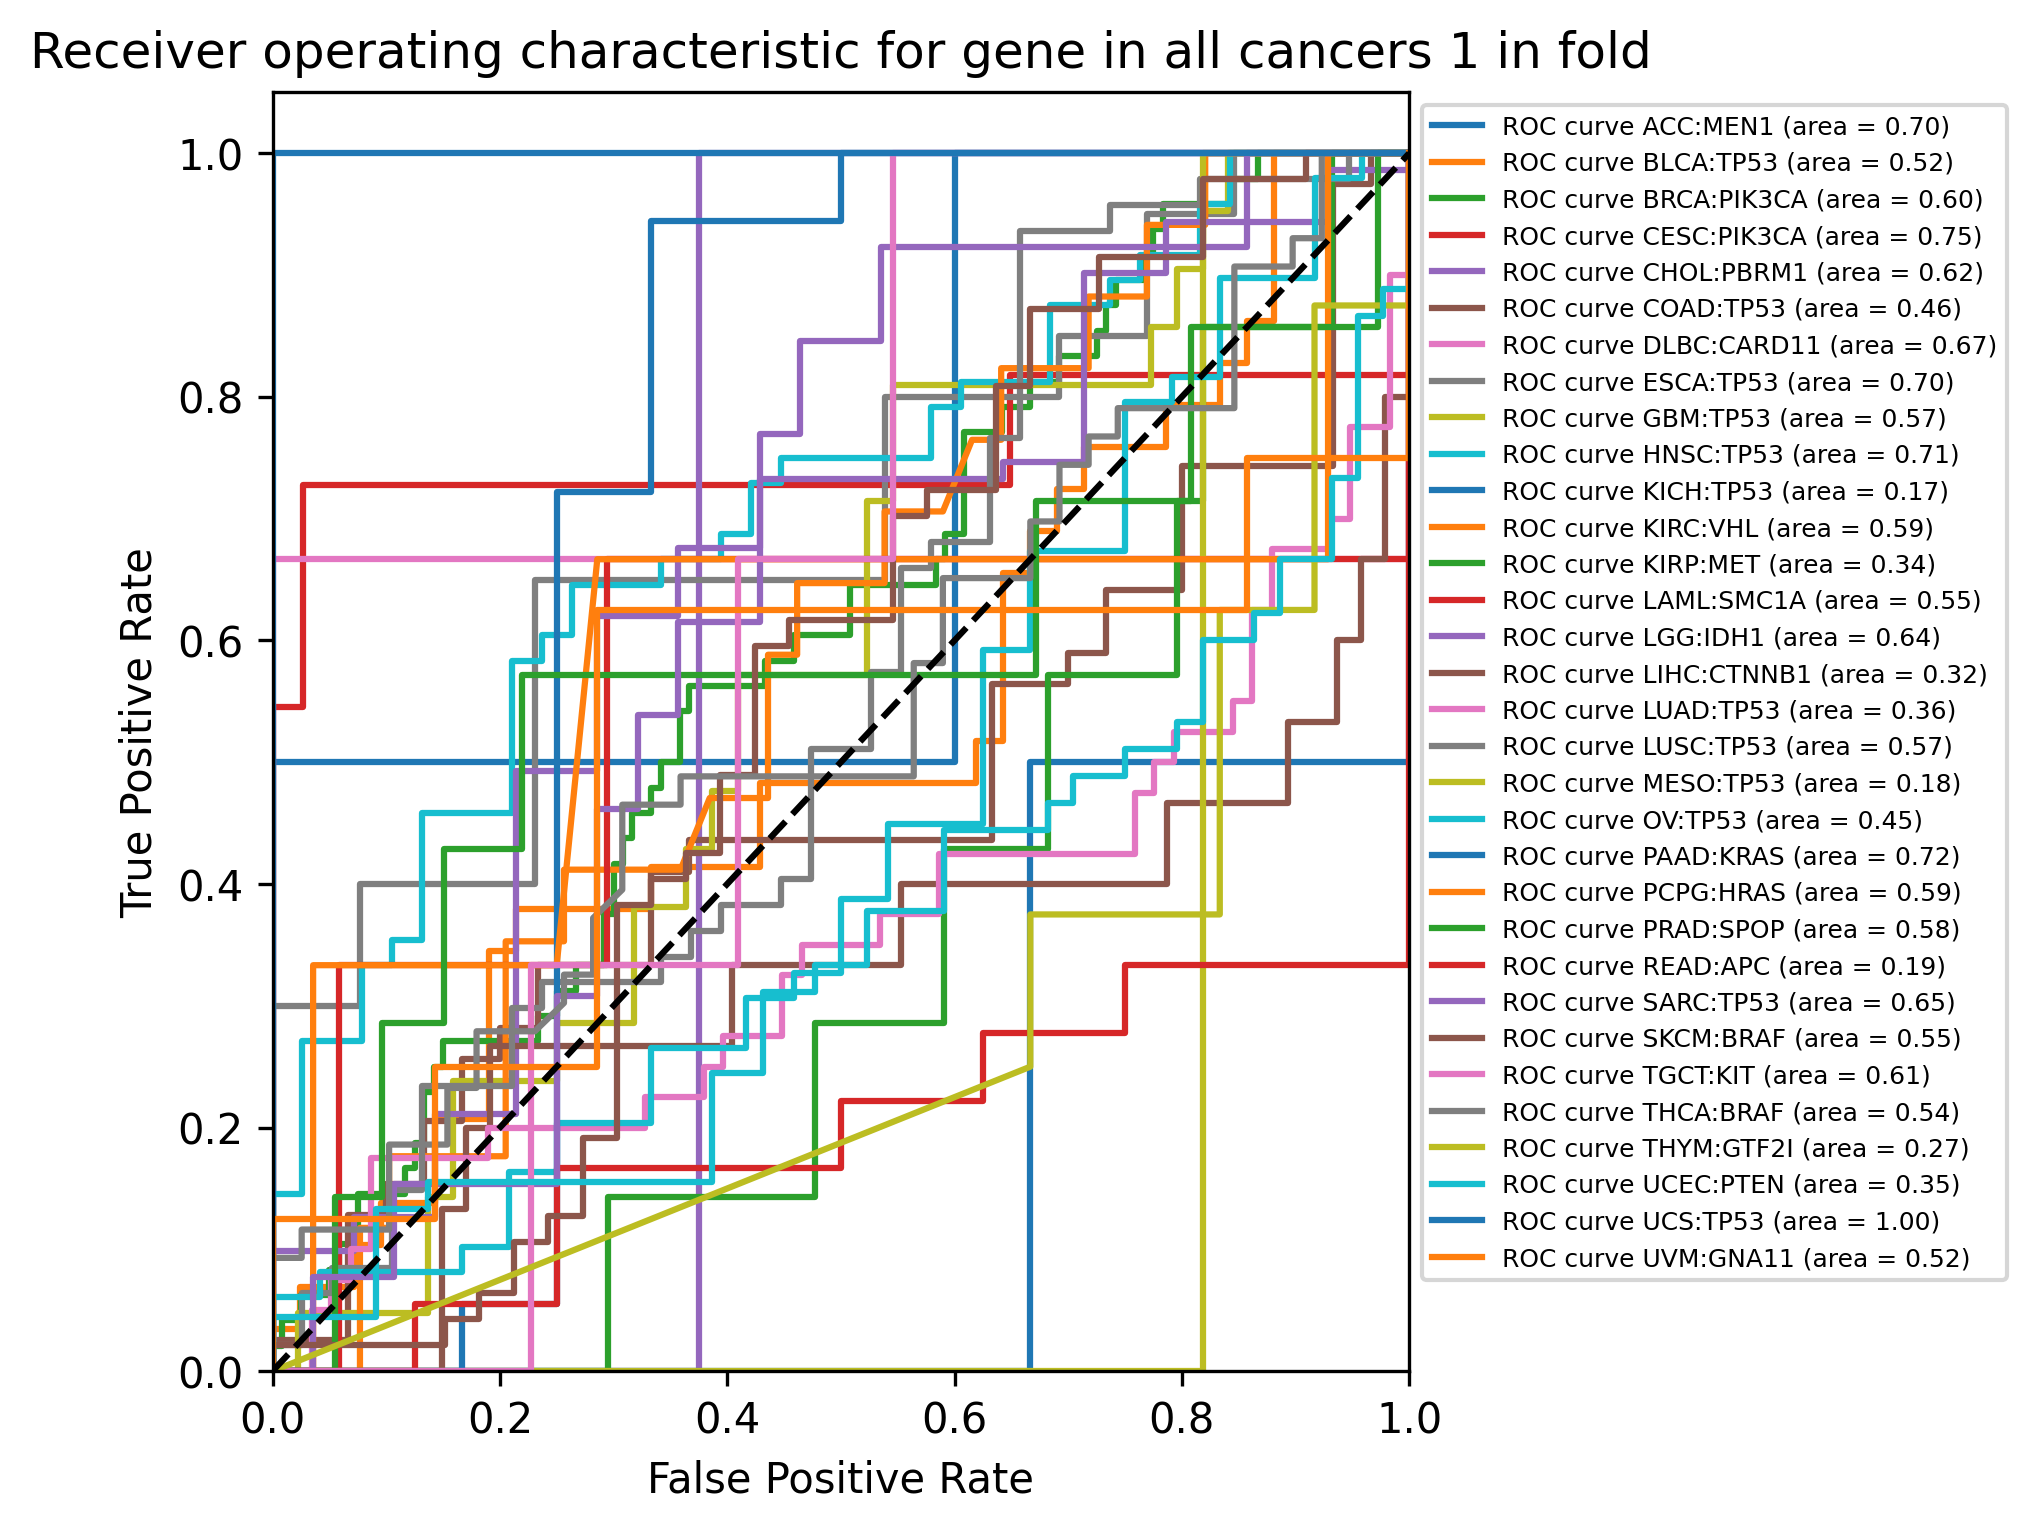 Receiver operating characteristic for gene in all cancers 1 in fold
True Positive Rate
1.0
0.8
0.6
0.4
0.2
0.0
0.0 0.2 0.4 0.6 0.8 1.0
False Positive Rate
ROC curve ACC:MEN1 (area = 0.70)
ROC curve BLCA:TP53 (area = 0.52)
ROC curve BRCA:PIK3CA (area = 0.60)
ROC curve CESC:PIK3CA (area = 0.75)
ROC curve CHOL:PBRM1 (area = 0.62)
ROC curve COAD:TP53 (area = 0.46)
ROC curve DLBC:CARD11 (area = 0.67)
ROC curve ESCA:TP53 (area = 0.70)
ROC curve GBM:TP53 (area = 0.57)
ROC curve HNSC:TP53 (area = 0.71)
ROC curve KICH:TP53 (area = 0.17)
ROC curve KIRC:VHL (area = 0.59)
ROC curve KIRP:MET (area = 0.34)
ROC curve LAML:SMC1A (area = 0.55)
ROC curve LGG:IDH1 (area = 0.64)
ROC curve LIHC:CTNNB1 (area = 0.32)
ROC curve LUAD:TP53 (area = 0.36)
ROC curve LUSC:TP53 (area = 0.57)
ROC curve MESO:TP53 (area = 0.18)
ROC curve OV:TP53 (area = 0.45)
ROC curve PAAD:KRAS (area = 0.72)
ROC curve PCPG:HRAS (area = 0.59)
ROC curve PRAD:SPOP (area = 0.58)
ROC curve READ:APC (area = 0.19)
ROC curve SARC:TP53 (area = 0.65)
ROC curve SKCM:BRAF (area = 0.55)
ROC curve TGCT:KIT (area = 0.61)
ROC curve THCA:BRAF (area = 0.54)
ROC curve THYM:GTF2I (area = 0.27)
ROC curve UCEC:PTEN (area = 0.35)
ROC curve UCS:TP53 (area = 1.00)
ROC curve UVM:GNA11 (area = 0.52)